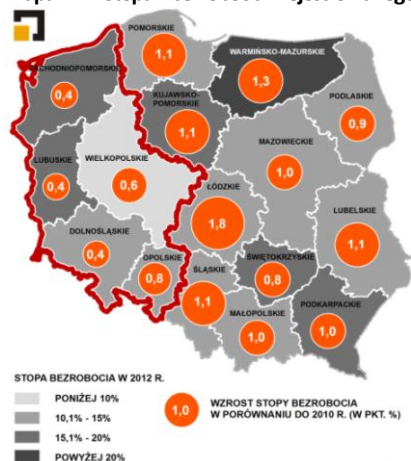 POMORSKIE
1,1
WARMIŃSKO-MAZURSKIE
1,3
ZACHODNIOPOMORSKIE
0,4
KUJAWSKO-
POMORSKIE
1,1
PODLASKIE
0,9
MAZOWIECKIE
1,0
LUBUSKIE
0,4
WIELKOPOLSKIE
0,6
ŁÓDZKIE
1,8
LUBELSKIE
1,1
DOLNOŚLĄSKIE
0,4
OPOLSKIE
0,8
ŚLĄSKIE
1,1
ŚWIĘTOKRZYSKIE
0,8
MAŁOPOLSKIE
1,0
PODKARPACKIE
1,0
STOPA BEZROBOCIA W 2012 R.
PONIŻEJ 10%
10,1% - 15%
15,1% - 20%
POWYŻEJ 20%
1,0
WZROST STOPY BEZROBOCIA
W PORÓWNANIU DO 2010 R. (W PKT. %)